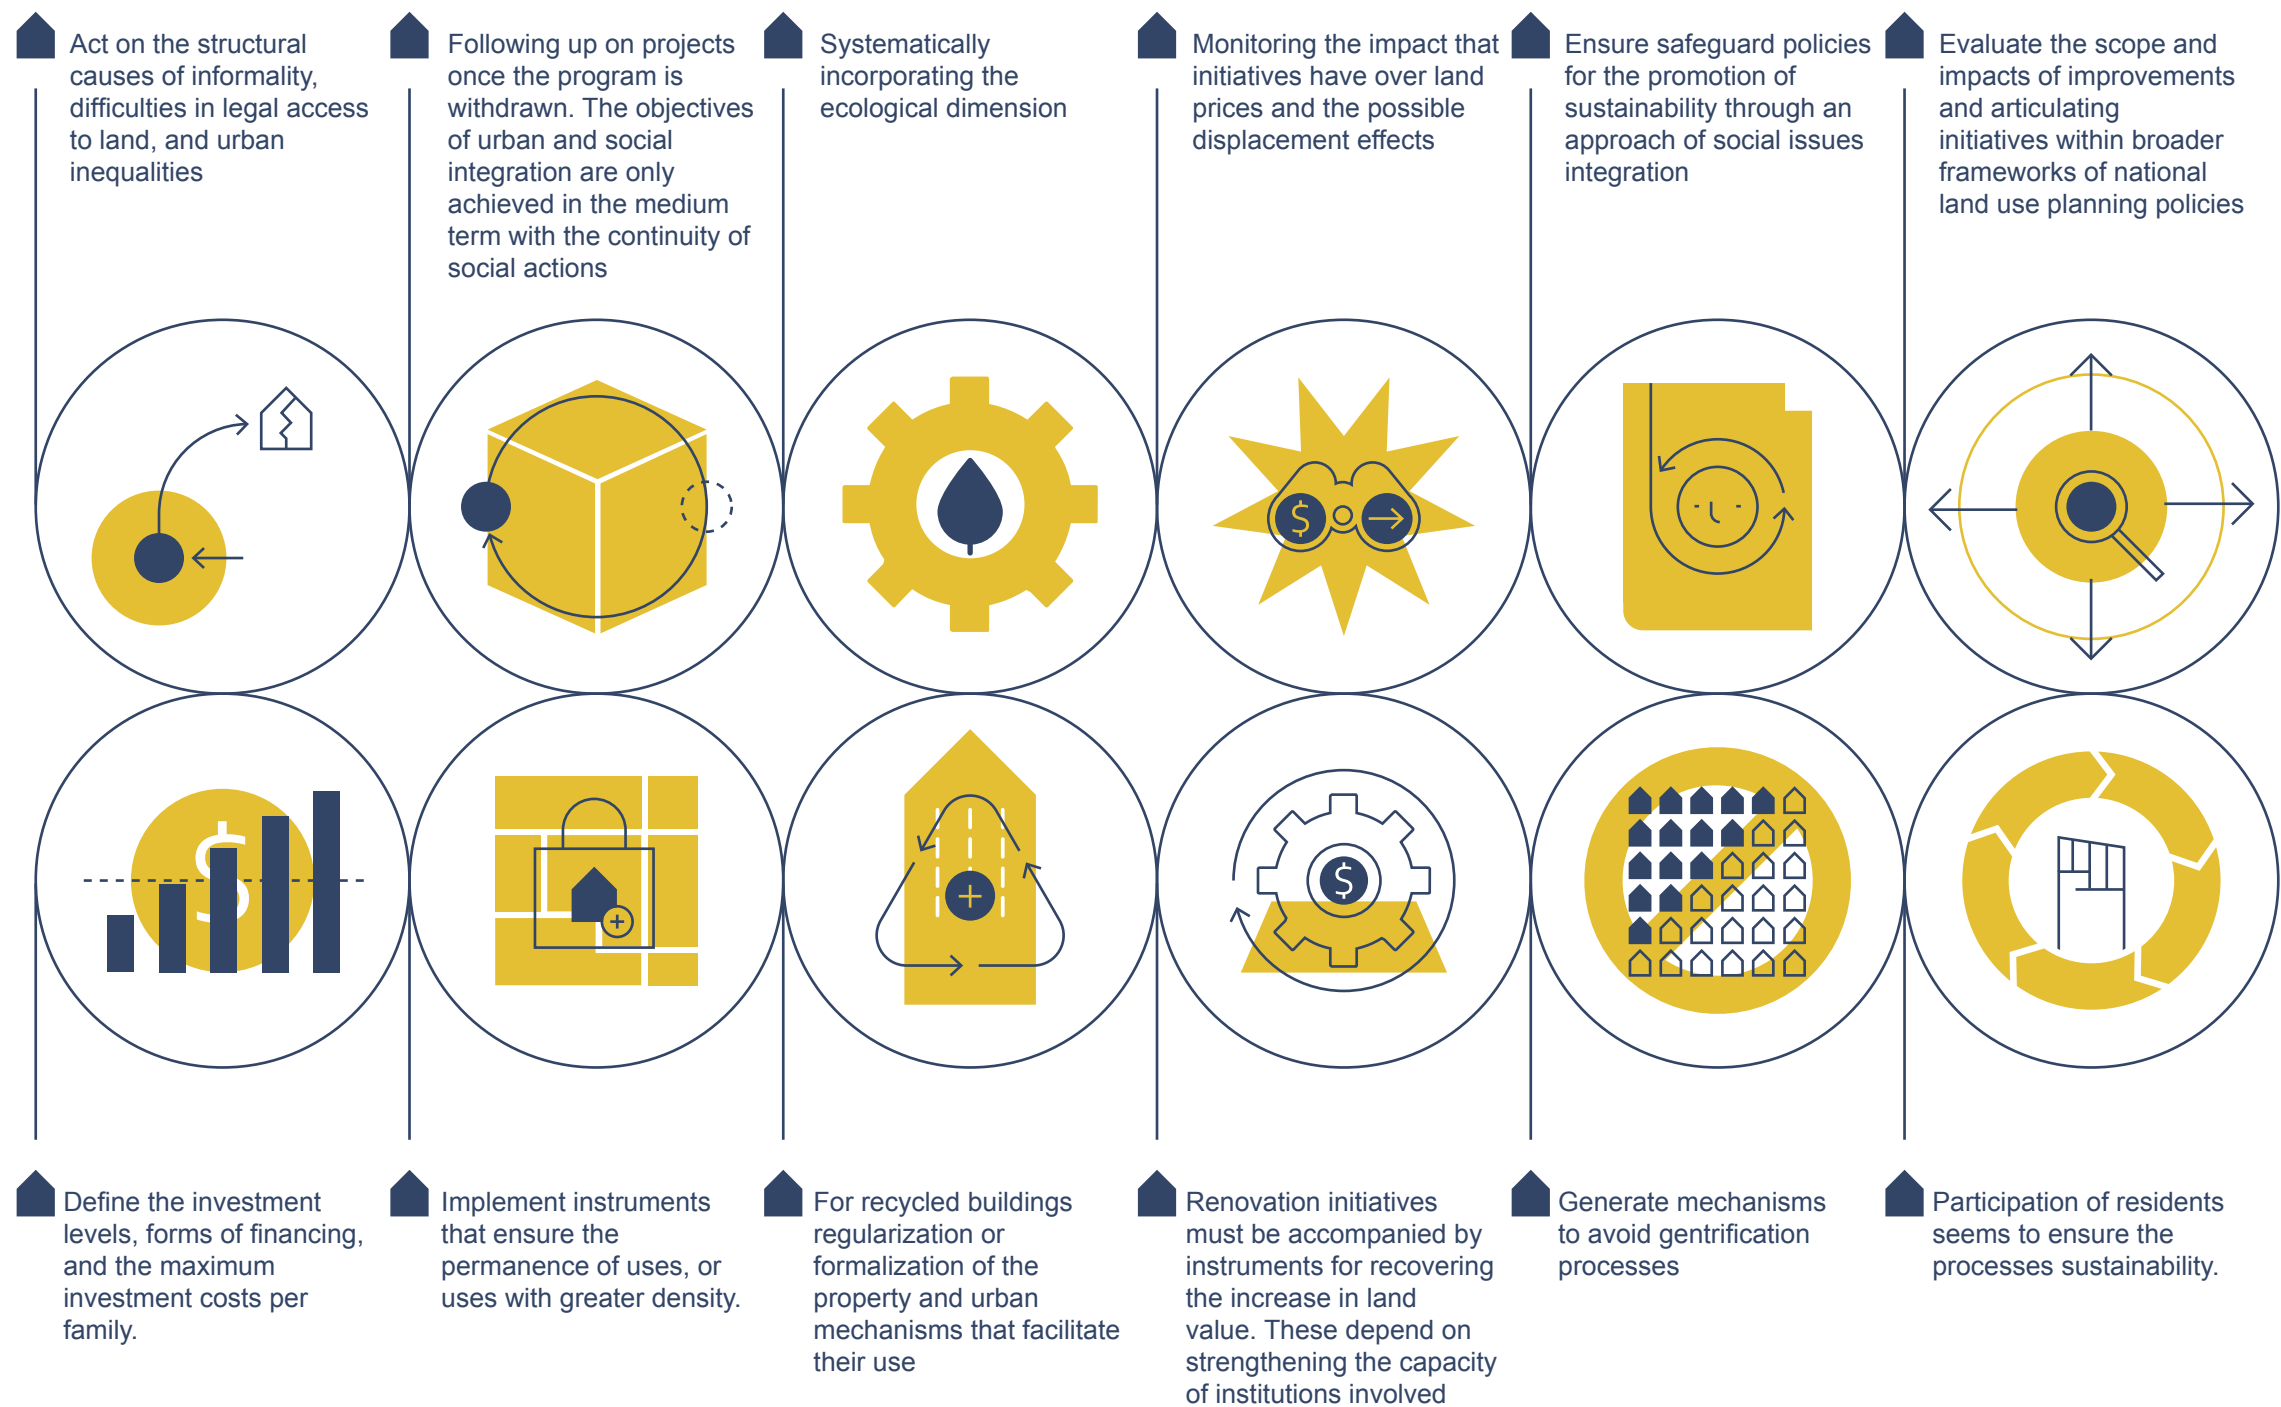 Act on the structural
causes of informality,
difficulties in legal access
to land, and urban
inequalities
Following up on projects
once the program is
withdrawn. The objectives
of urban and social
integration are only
achieved in the medium
term with the continuity of
social actions
Systematically
incorporating the
ecological dimension
Monitoring the impact that
initiatives have over land
prices and the possible
displacement effects
Ensure safeguard policies
for the promotion of
sustainability through an
approach of social issues
integration
Evaluate the scope and
impacts of improvements
and articulating
initiatives within broader
frameworks of national
land use planning policies
$
$
$
Define the investment
levels, forms of financing,
and the maximum
investment costs per
family.
Implement instruments
that ensure the
permanence of uses, or
uses with greater density.
For recycled buildings
regularization or
formalization of the
property and urban
mechanisms that facilitate
their use
Renovation initiatives
must be accompanied by
instruments for recovering
the increase in land
value. These depend on
strengthening the capacity
of institutions involved
Generate mechanisms
to avoid gentrification
processes
Participation of residents
seems to ensure the
processes sustainability.